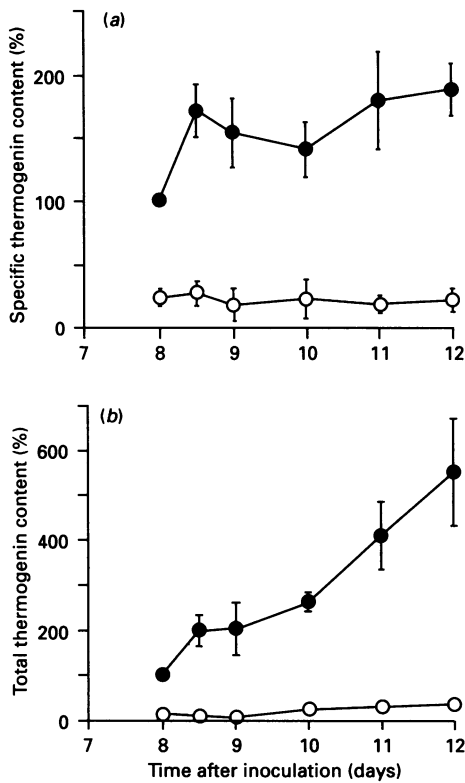 (a)
Specific thermogenin content (%)
200
100
0
7 8 9 10 11 12
(b)
Total thermogenin content (%)
600
400
200
0
7 8 9 10 11 12
Time after inoculation (days)